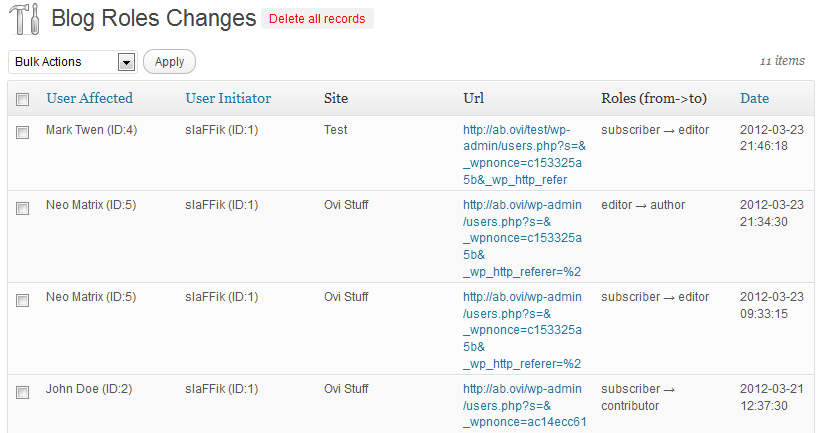 Blog Roles Changes Delete all records
Bulk Actions Apply 11 items
User Affected User Initiator Site Url Roles (from->to) Date
Mark Twen (ID:4) slaFFik (ID:1) Test http://ab.ovi/test/wp- subscriber → editor 2012-03-23
admin/users.php?s=& 21:46:18
_wpnonce=c153325a
5b&_wp_http_refer
Neo Matrix (ID:5) slaFFik (ID:1) Ovi Stuff http://ab.ovi/wp-admin editor → author 2012-03-23
/users.php?s=& 21:34:30
_wpnonce=c153325a
5b&
_wp_http_referer=%2
Neo Matrix (ID:5) slaFFik (ID:1) Ovi Stuff http://ab.ovi/wp-admin subscriber → editor 2012-03-23
/users.php?s=& 09:33:15
_wpnonce=c153325a
5b&
_wp_http_referer=%2
John Doe (ID:2) slaFFik (ID:1) Ovi Stuff http://ab.ovi/wp-admin subscriber → 2012-03-21
/users.php?s=& contributor 12:37:30
_wpnonce=ac14ecc61